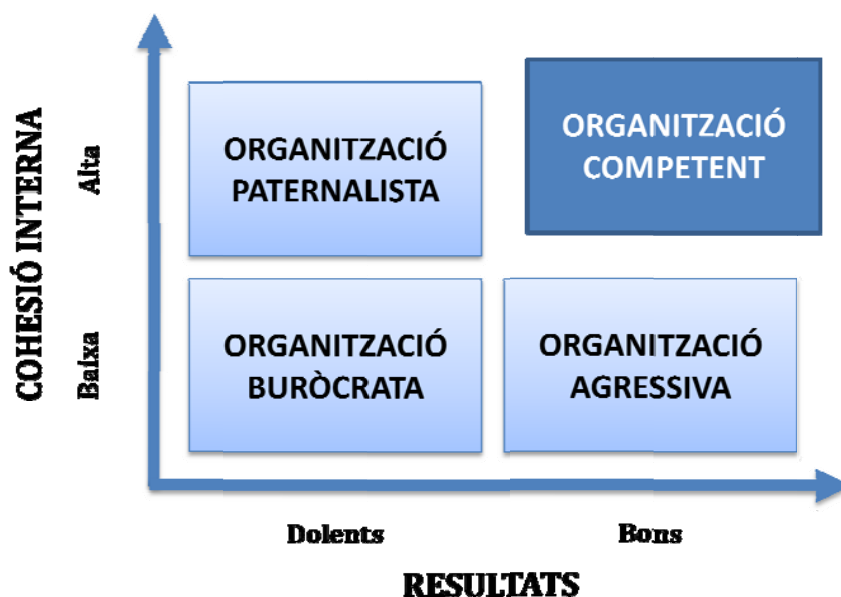 COHESIÓ INTERNA
Alta
Baixa
ORGANITZACIÓ
PATERNALISTA
ORGANITZACIÓ
COMPETENT
ORGANITZACIÓ
BURÒCRATA
ORGANITZACIÓ
AGRESSIVA
Dolents
Bons
RESULTATS